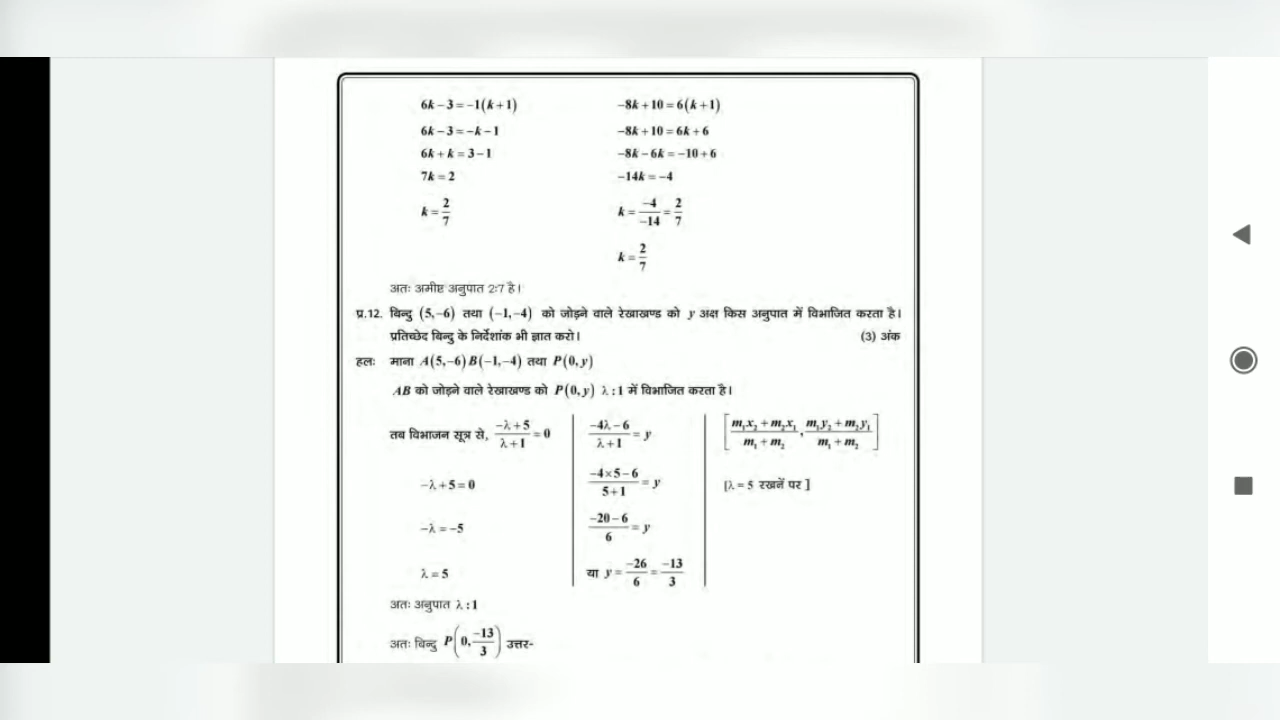 6k − 3 = −1(k + 1) −8k + 10 = 6(k + 1)
6k − 3 = −k − 1 −8k + 10 = 6k + 6
6k + k = 3 − 1 −8k − 6k = −10 + 6
7k = 2 −14k = −4
k = 2/7 k = −4/−14 = 2/7
k = 2/7
अतः अमीष्ट अनुपात 2:7 है।
प्र.12. बिन्दु (5,−6) तथा (−1,−4) को जोड़ने वाले रेखाखण्ड को y अक्ष किस अनुपात में विभाजित करता है।
प्रतिच्छेद बिन्दु के निर्देशांक भी ज्ञात करो। (3) अंक
हलः माना A(5,−6) B(−1,−4) तथा P(0,y)
AB को जोड़ने वाले रेखाखण्ड को P(0,y) λ:1 में विभाजित करता है।
तब विभाजन सूत्र से, (−λ+5)/(λ+1) = 0 (−4λ−6)/(λ+1) = y [(m₁x₂ + m₂x₁)/(m₁ + m₂), (m₁y₂ + m₂y₁)/(m₁ + m₂)]
−λ + 5 = 0 (−4×5−6)/(5+1) = y [λ = 5 रखनें पर]
−λ = −5 (−20−6)/6 = y
λ = 5 या y = −26/6 = −13/3
अतः अनुपात λ:1
अतः बिन्दु P(0, −13/3) उत्तर-